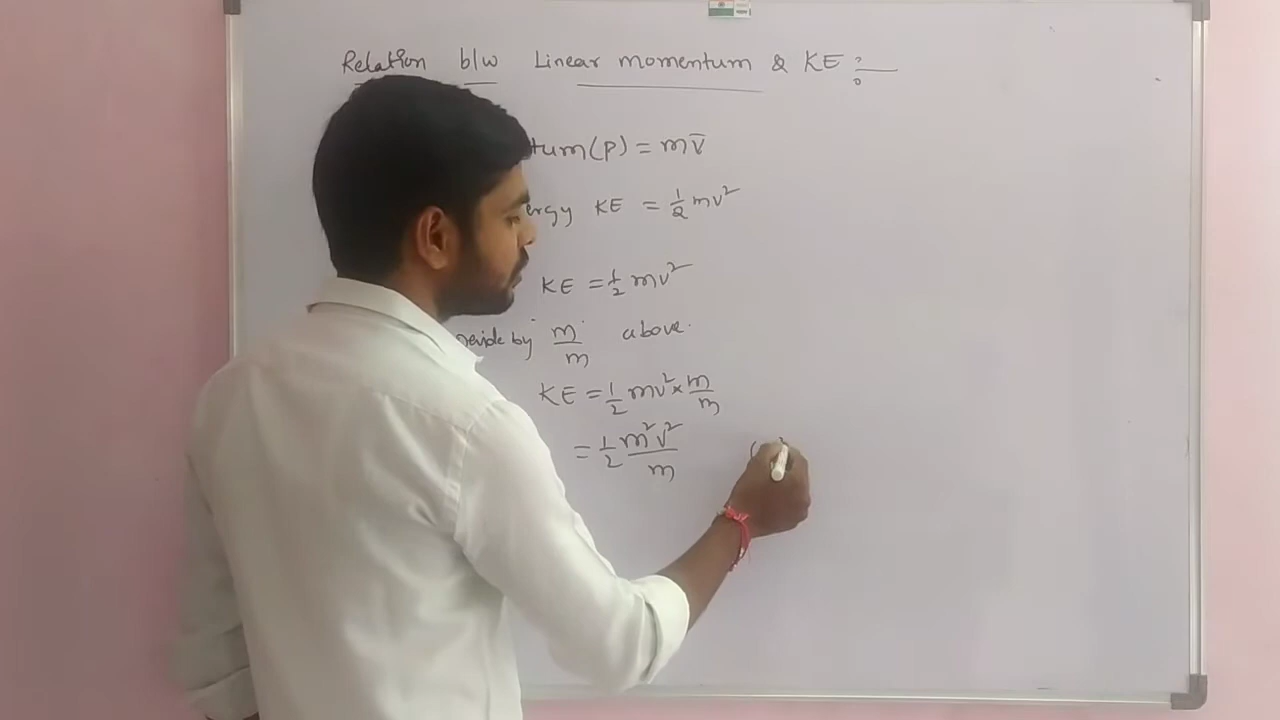 Relation b/w Linear momentum & KE :—
tum(p) = mv̅
ergy KE = 1/2 mv²
KE = 1/2 mv²
by m/m above.
KE = 1/2 mv² × m/m
= 1/2 m²v²/m